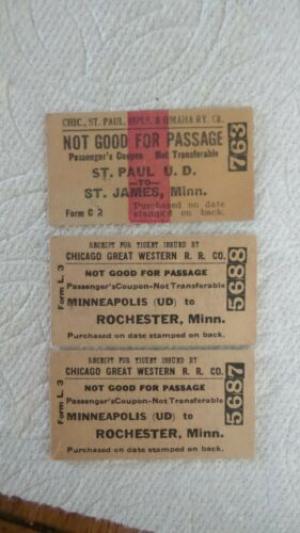 CHIC., ST. PAUL, MPLS. & OMAHA RY. CO.
NOT GOOD FOR PASSAGE
Passenger's Coupon Not Transferable
ST. PAUL U. D.
—TO—
ST. JAMES, Minn.
Purchased on date
Form C 2 stamped on back.
763
RECEIPT FOR TICKET ISSUED BY
CHICAGO GREAT WESTERN R. R. CO.
NOT GOOD FOR PASSAGE
Passenger's Coupon-Not Transferable
MINNEAPOLIS (UD) to
ROCHESTER, Minn.
Purchased on date stamped on back.
Form L. 3
5688
RECEIPT FOR TICKET ISSUED BY
CHICAGO GREAT WESTERN R. R. CO.
NOT GOOD FOR PASSAGE
Passenger's Coupon-Not Transferable
MINNEAPOLIS (UD) to
ROCHESTER, Minn.
Purchased on date stamped on back.
Form L. 3
5687